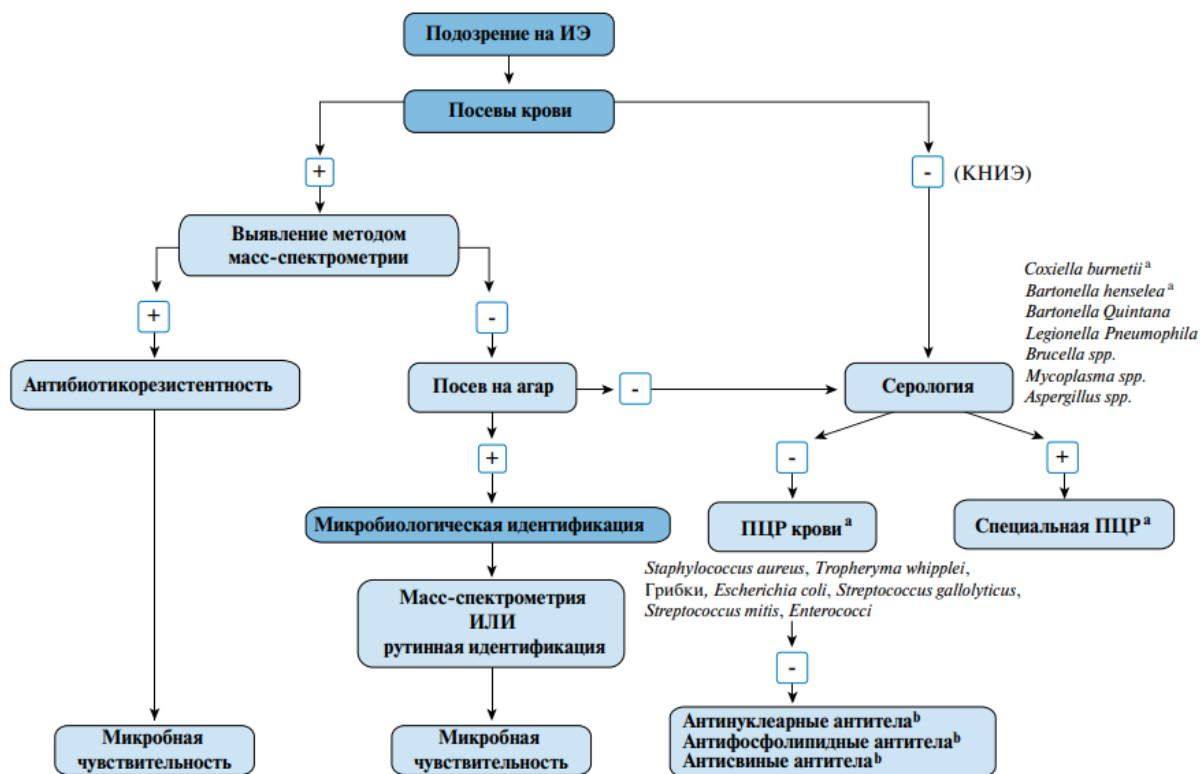 Подозрение на ИЭ
Посевы крови
+
- (КНИЭ)
Выявление методом
масс-спектрометрии
Coxiella burnetii a
Bartonella henselea a
Bartonella Quintana
Legionella Pneumophila
Brucella spp.
Mycoplasma spp.
Aspergillus spp.
+
-
Антибиотикорезистентность
Посев на агар
-
Серология
+
-
+
Микробиологическая идентификация
ПЦР крови a
Специальная ПЦР a
Staphylococcus aureus, Tropheryma whipplei,
Грибки, Escherichia coli, Streptococcus gallolyticus,
Streptococcus mitis, Enterococci
Масс-спектрометрия
ИЛИ
рутинная идентификация
-
Микробная
чувствительность
Микробная
чувствительность
Антинуклеарные антитела b
Антифосфолипидные антитела b
Антисвиные антитела b